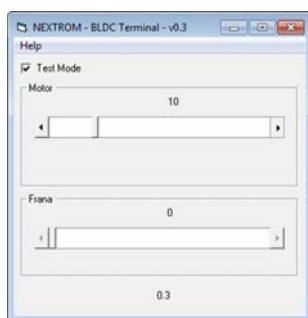 NEXTROM - BLDC Terminal - v0.3
Help
Test Mode
Motor
10
Frana
0
0.3